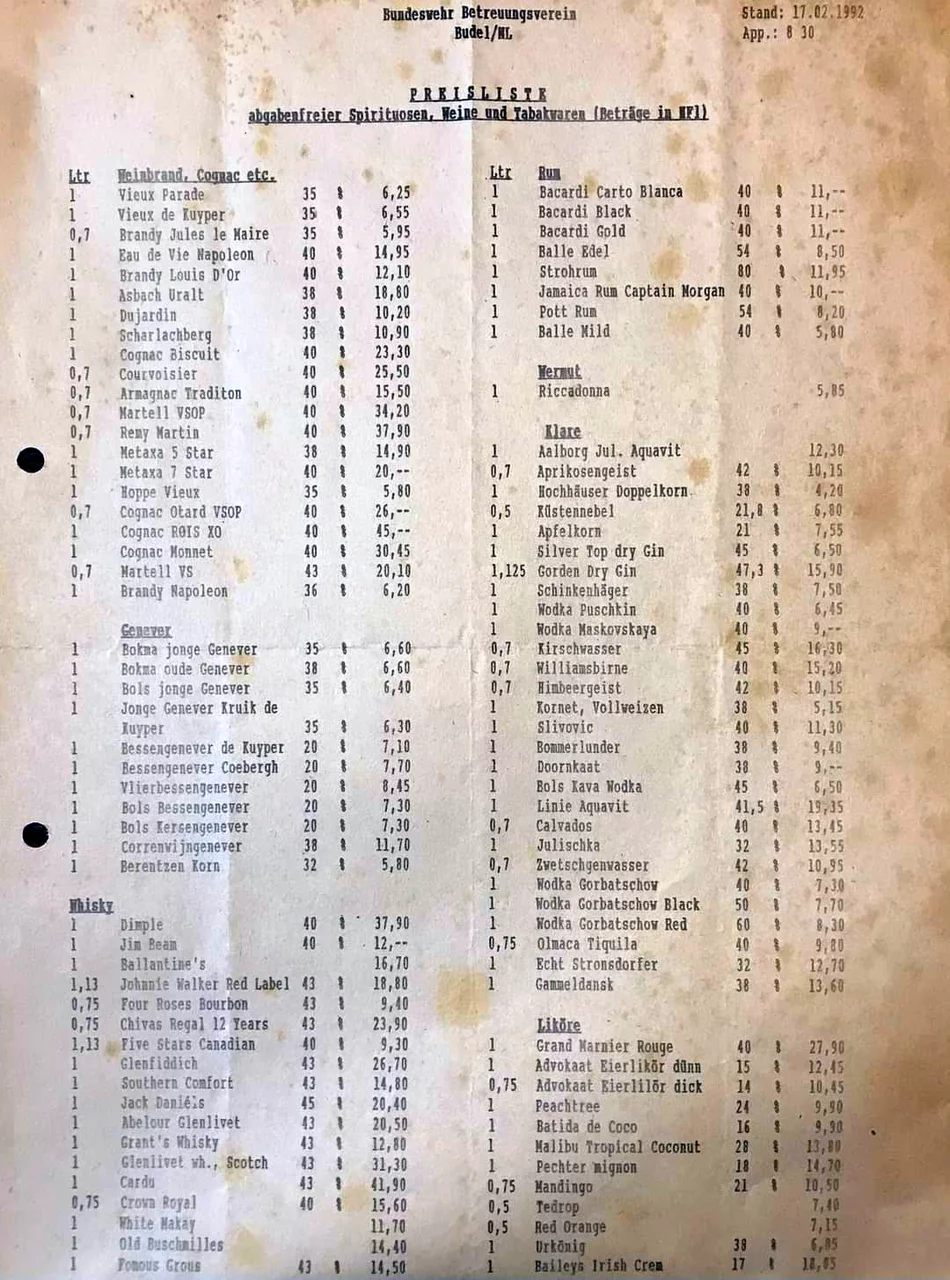 Bundeswehr Betreuungsverein
Budel/NL
Stand: 17.02.1992
App.: 8 30
PREISLISTE
abgabenfreier Spirituosen, Weine und Tabakwaren (Beträge in NFl)
Ltr Weinbrand, Cognac etc.
1 Vieux Parade 35 % 6,25
1 Vieux de Kuyper 35 % 6,55
0,7 Brandy Jules le Maire 35 % 5,95
1 Eau de Vie Napoleon 40 % 14,95
1 Brandy Louis D'Or 40 % 12,10
1 Asbach Uralt 38 % 18,80
1 Dujardin 38 % 10,20
1 Scharlachberg 38 % 10,90
1 Cognac Biscuit 40 % 23,30
0,7 Courvoisier 40 % 25,50
0,7 Armagnac Traditon 40 % 15,50
0,7 Martell VSOP 40 % 34,20
0,7 Remy Martin 40 % 37,90
1 Metaxa 5 Star 38 % 14,90
1 Metaxa 7 Star 40 % 20,--
1 Hoppe Vieux 35 % 5,80
0,7 Cognac Otard VSOP 40 % 26,--
1 Cognac ROIS XO 40 % 45,--
1 Cognac Monnet 40 % 30,45
0,7 Martell VS 43 % 20,10
1 Brandy Napoleon 36 % 6,20
Genever
1 Bokma jonge Genever 35 % 6,60
1 Bokma oude Genever 38 % 6,60
1 Bols jonge Genever 35 % 6,40
1 Jonge Genever Kruik de
Kuyper 35 % 6,30
1 Bessengenever de Kuyper 20 % 7,10
1 Bessengenever Coebergh 20 % 7,70
1 Vlierbessengenever 20 % 8,45
1 Bols Bessengenever 20 % 7,30
1 Bols Kersengenever 20 % 7,30
1 Correnwijngenever 38 % 11,70
1 Berentzen Korn 32 % 5,80
Whisky
1 Dimple 40 % 37,90
1 Jim Beam 40 % 12,--
1 Ballantine's 16,70
1,13 Johnnie Walker Red Label 43 % 18,80
0,75 Four Roses Bourbon 43 % 9,40
0,75 Chivas Regal 12 Years 43 % 23,90
1,13 Five Stars Canadian 40 % 9,30
1 Glenfiddich 43 % 26,70
1 Southern Comfort 43 % 14,80
1 Jack Daniéls 45 % 20,40
1 Abelour Glenlivet 43 % 20,50
1 Grant's Whisky 43 % 12,80
1 Glenlivet wh., Scotch 43 % 31,30
1 Cardu 43 % 41,90
0,75 Crown Royal 40 % 15,60
1 White Makay 11,70
1 Old Buschmilles 14,40
1 Fomous Grous 43 % 14,50
Ltr Rum
1 Bacardi Carto Blanca 40 % 11,--
1 Bacardi Black 40 % 11,--
1 Bacardi Gold 40 % 11,--
1 Balle Edel 54 % 8,50
1 Strohrum 80 % 11,95
1 Jamaica Rum Captain Morgan 40 % 10,--
1 Pott Rum 54 % 8,20
1 Balle Mild 40 % 5,80
Wermut
1 Riccadonna 5,85
Klare
1 Aalborg Jul. Aquavit 12,30
0,7 Aprikosengeist 42 % 10,15
1 Hochhäuser Doppelkorn 38 % 4,20
0,5 Küstennebel 21,8 % 6,80
1 Apfelkorn 21 % 7,55
1 Silver Top dry Gin 45 % 6,50
1,125 Gorden Dry Gin 47,3 % 15,90
1 Schinkenhäger 38 % 7,50
1 Wodka Puschkin 40 % 6,45
1 Wodka Maskovskaya 40 % 9,--
0,7 Kirschwasser 45 % 16,30
0,7 Williamsbirne 40 % 15,20
0,7 Himbeergeist 42 % 10,15
1 Kornet, Vollweizen 38 % 5,15
1 Slivovic 40 % 11,30
1 Bommerlunder 38 % 9,40
1 Doornkaat 38 % 9,--
1 Bols Kava Wodka 45 % 6,50
1 Linie Aquavit 41,5 % 19,35
0,7 Calvados 40 % 13,45
1 Julischka 32 % 13,55
0,7 Zwetschgenwasser 42 % 10,95
1 Wodka Gorbatschow 40 % 7,30
1 Wodka Gorbatschow Black 50 % 7,70
1 Wodka Gorbatschow Red 60 % 8,30
0,75 Olmaca Tiquila 40 % 9,80
1 Echt Stronsdorfer 32 % 12,70
1 Gammeldansk 38 % 13,60
Liköre
1 Grand Marnier Rouge 40 % 27,90
1 Advokaat Eierlikör dünn 15 % 12,45
0,75 Advokaat Eierlilör dick 14 % 10,45
1 Peachtree 24 % 9,90
1 Batida de Coco 16 % 9,90
1 Malibu Tropical Coconut 28 % 13,80
1 Pechter mignon 18 % 14,70
0,75 Mandingo 21 % 10,50
0,5 Tedrop 7,40
0,5 Red Orange 7,15
1 Urkönig 38 % 6,85
1 Baileys Irish Crem 17 % 18,05